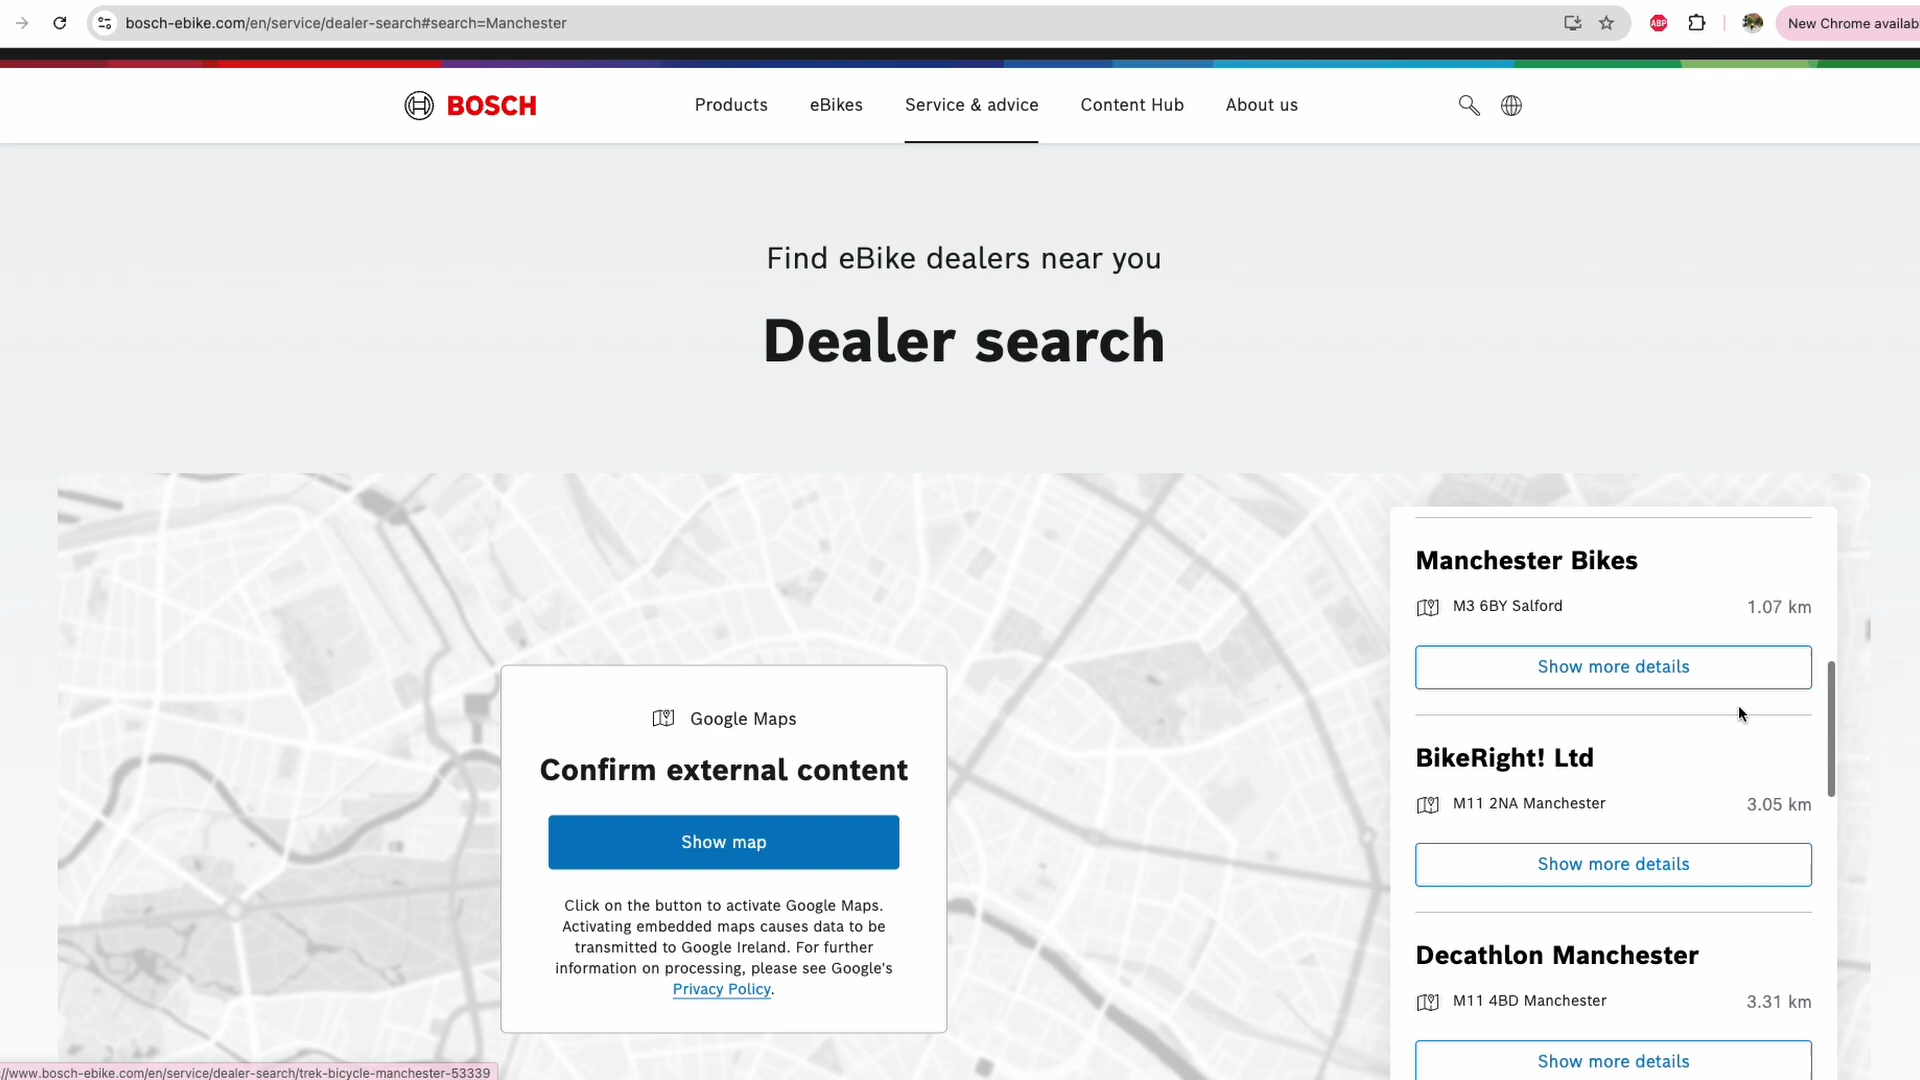 bosch-ebike.com/en/service/dealer-search#search=Manchester
ABP
New Chrome availab
BOSCH
Products
eBikes
Service & advice
Content Hub
About us
Find eBike dealers near you
Dealer search
Google Maps
Confirm external content
Show map
Click on the button to activate Google Maps.
Activating embedded maps causes data to be
transmitted to Google Ireland. For further
information on processing, please see Google's
Privacy Policy.
Manchester Bikes
M3 6BY Salford
1.07 km
Show more details
BikeRight! Ltd
M11 2NA Manchester
3.05 km
Show more details
Decathlon Manchester
M11 4BD Manchester
3.31 km
Show more details
//www.bosch-ebike.com/en/service/dealer-search/trek-bicycle-manchester-53339